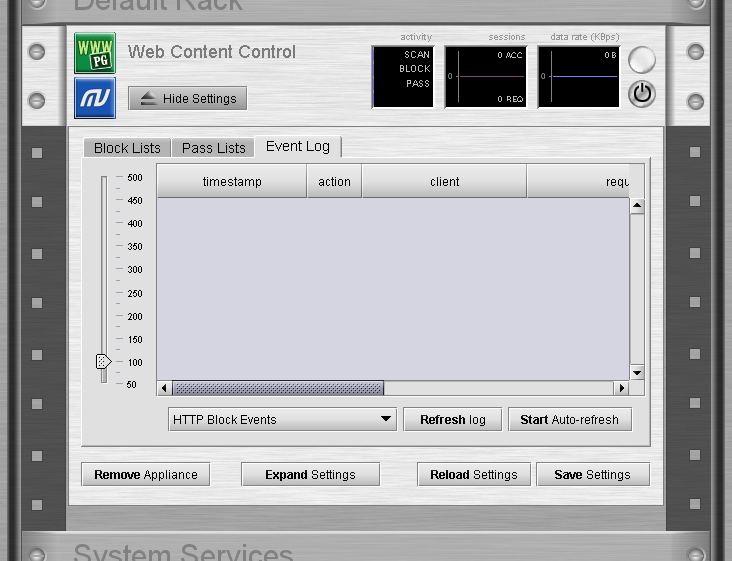 Default Rack
WWW
PG
Web Content Control
Hide Settings
activity
SCAN
BLOCK
PASS
sessions
0 ACC
0
0 REQ
data rate (KBps)
0 B
0
Block Lists
Pass Lists
Event Log
500
450
400
350
300
250
200
150
100
50
timestamp
action
client
requ
HTTP Block Events
Refresh log
Start Auto-refresh
Remove Appliance
Expand Settings
Reload Settings
Save Settings
System Services